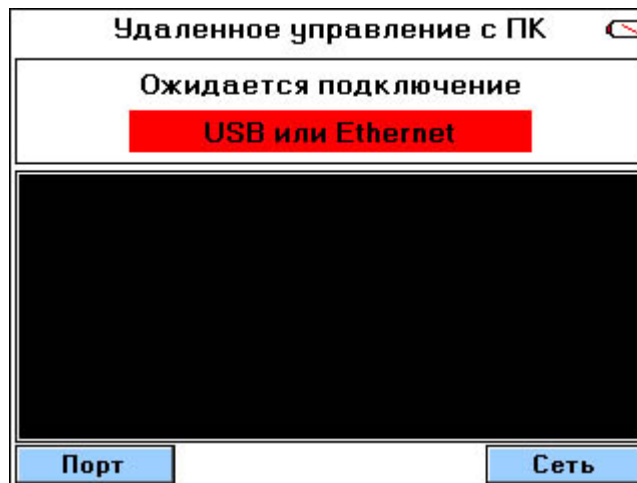 Удаленное управление с ПК
Ожидается подключение
USB или Ethernet
Порт
Сеть